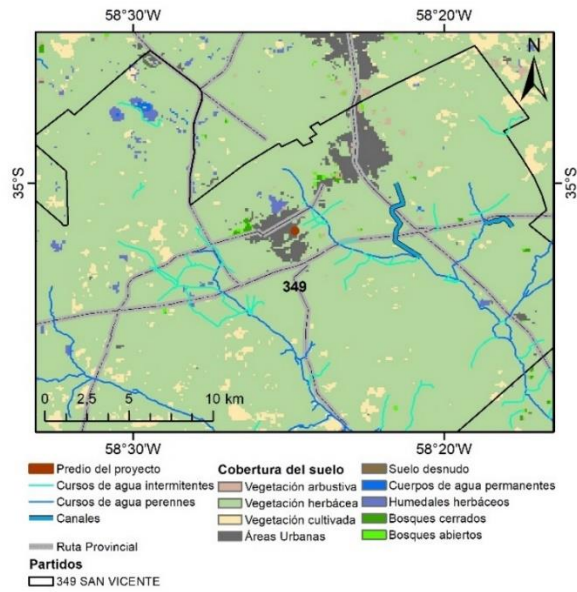 58°30'W 58°20'W
N
35°S 35°S
349
0 2,5 5 10 km
58°30'W 58°20'W
Predio del proyecto
Cursos de agua intermitentes
Cursos de agua perennes
Canales
Ruta Provincial
Partidos
349 SAN VICENTE
Cobertura del suelo
Vegetación arbustiva
Vegetación herbácea
Vegetación cultivada
Áreas Urbanas
Suelo desnudo
Cuerpos de agua permanentes
Humedales herbáceos
Bosques cerrados
Bosques abiertos